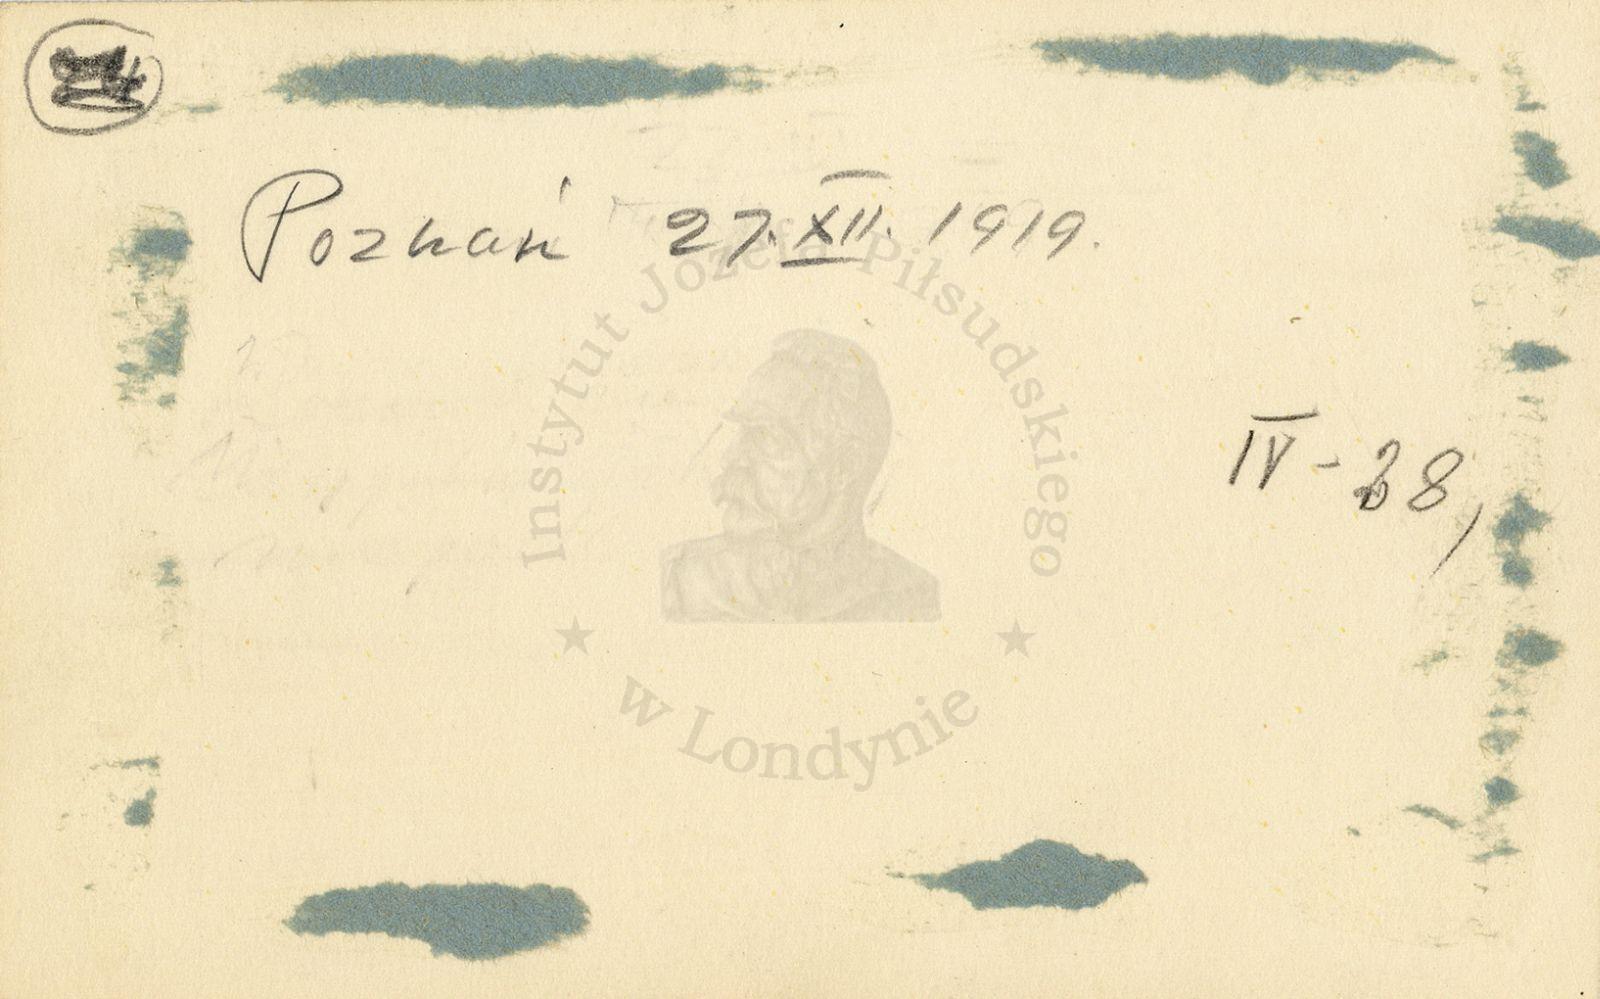 Poznań 27. XII. 1919.
IV - 28,
Instytut Józefa Piłsudskiego
w Londynie